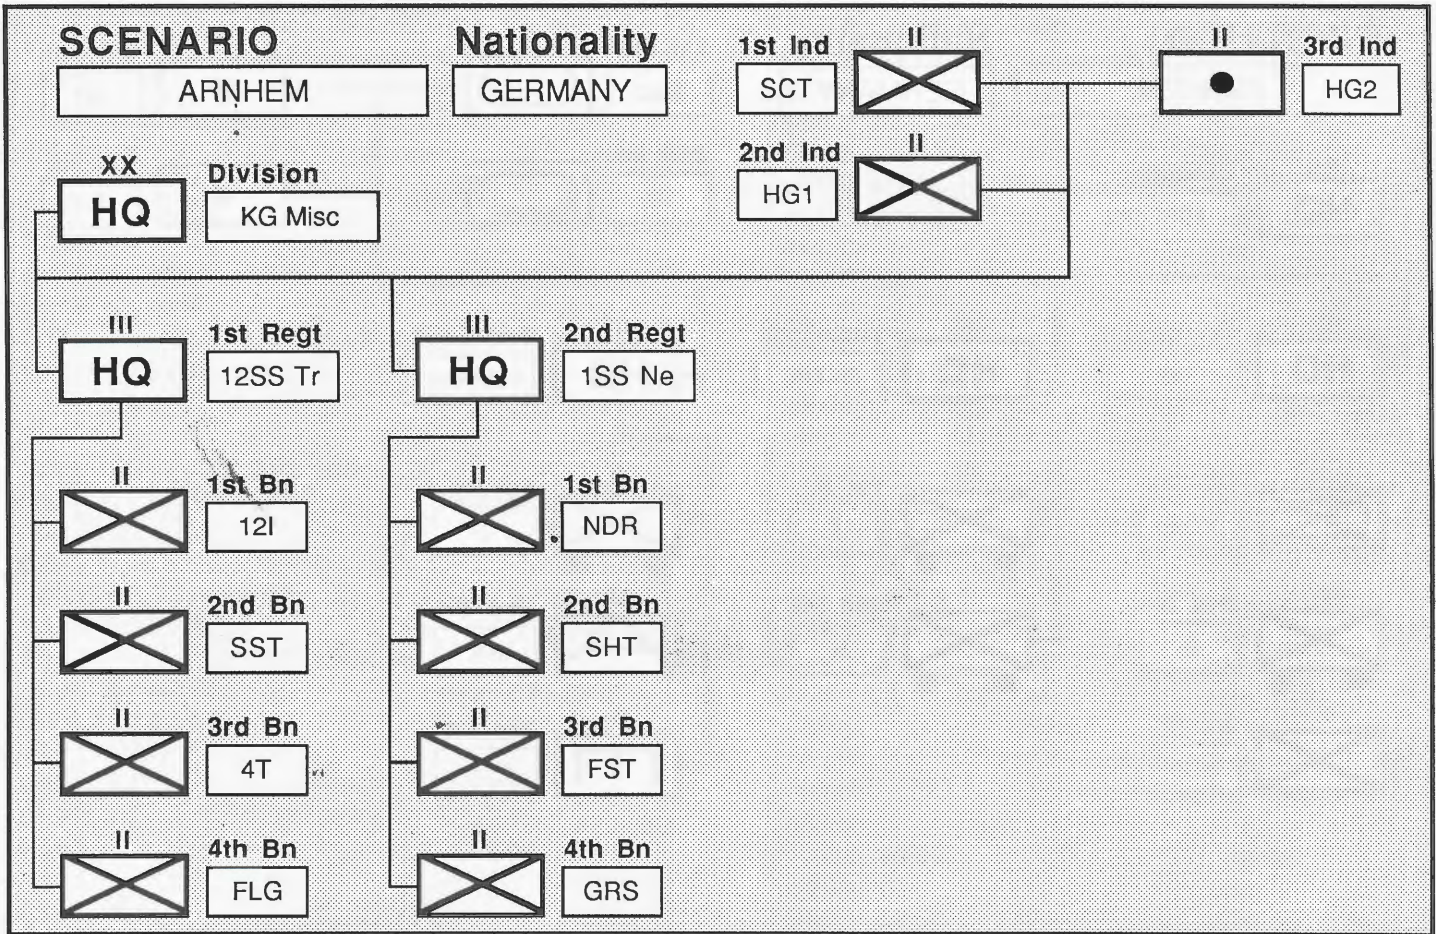 SCENARIO
ARNHEM
Nationality
GERMANY
1st Ind
SCT
II
II
3rd Ind
HG2
2nd Ind
HG1
II
XX
HQ
Division
KG Misc
III
HQ
1st Regt
12SS Tr
III
HQ
2nd Regt
1SS Ne
II
1st Bn
12I
II
1st Bn
NDR
II
2nd Bn
SST
II
2nd Bn
SHT
II
3rd Bn
4T
II
3rd Bn
FST
II
4th Bn
FLG
II
4th Bn
GRS